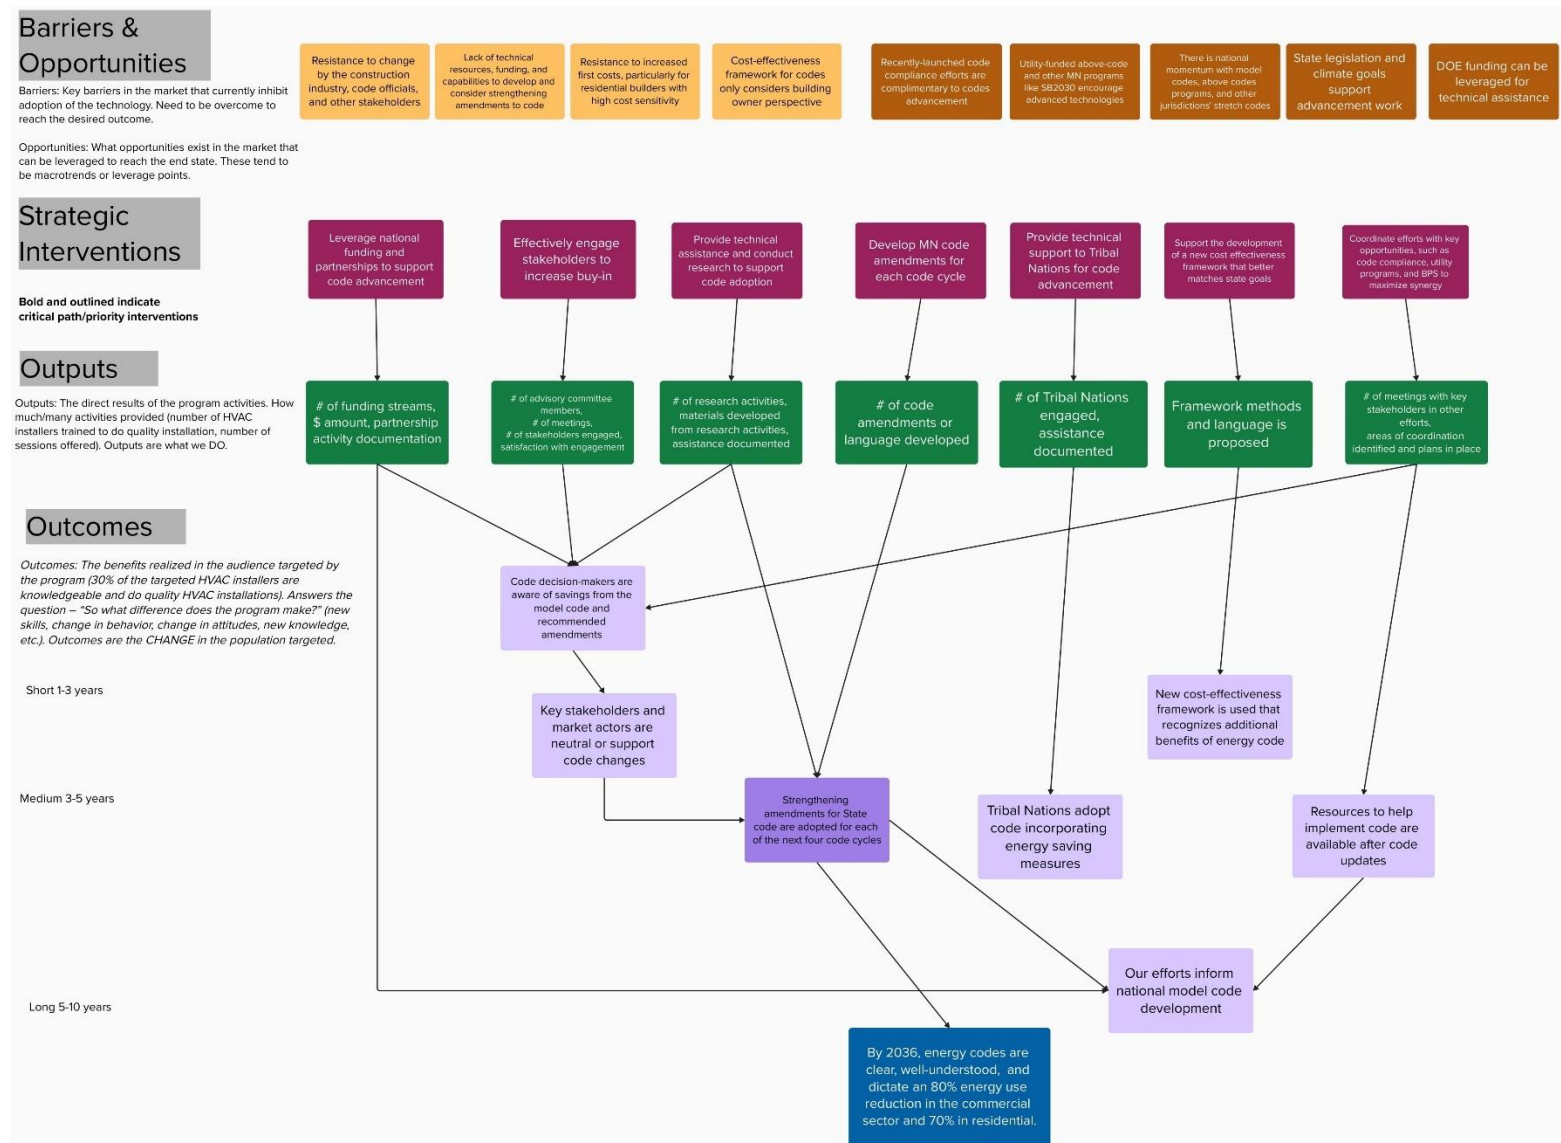 Barriers &
Opportunities
Barriers: Key barriers in the market that currently inhibit
adoption of the technology. Need to be overcome to
reach the desired outcome.
Opportunities: What opportunities exist in the market that
can be leveraged to reach the end state. These tend to
be macrotrends or leverage points.
Resistance to change
by the construction
industry, code officials,
and other stakeholders
Lack of technical
resources, funding, and
capabilities to develop and
consider strengthening
amendments to code
Resistance to increased
first costs, particularly for
residential builders with
high cost sensitivity
Cost-effectiveness
framework for codes
only considers building
owner perspective
Recently-launched code
compliance efforts are
complimentary to codes
advancement
Utility-funded above-code
and other MN programs
like SB2030 encourage
advanced technologies
There is national
momentum with model
codes, above codes
programs, and other
jurisdictions' stretch codes
State legislation and
climate goals
support
advancement work
DOE funding can be
leveraged for
technical assistance
Strategic
Interventions
Bold and outlined indicate
critical path/priority interventions
Leverage national
funding and
partnerships to support
code advancement
Effectively engage
stakeholders to
increase buy-in
Provide technical
assistance and conduct
research to support
code adoption
Develop MN code
amendments for
each code cycle
Provide technical
support to Tribal
Nations for code
advancement
Support the development
of a new cost effectiveness
framework that better
matches state goals
Coordinate efforts with key
opportunities, such as
code compliance, utility
programs, and BPS to
maximize synergy
Outputs
Outputs: The direct results of the program activities. How
much/many activities provided (number of HVAC
installers trained to do quality installation, number of
sessions offered). Outputs are what we DO.
# of funding streams,
$ amount, partnership
activity documentation
# of advisory committee
members,
# of meetings,
# of stakeholders engaged,
satisfaction with engagement
# of research activities,
materials developed
from research activities,
assistance documented
# of code
amendments or
language developed
# of Tribal Nations
engaged,
assistance
documented
Framework methods
and language is
proposed
# of meetings with key
stakeholders in other
efforts,
areas of coordination
identified and plans in place
Outcomes
Outcomes: The benefits realized in the audience targeted by
the program (30% of the targeted HVAC installers are
knowledgeable and do quality HVAC installations). Answers the
question – “So what difference does the program make?” (new
skills, change in behavior, change in attitudes, new knowledge,
etc.). Outcomes are the CHANGE in the population targeted.
Code decision-makers are
aware of savings from the
model code and
recommended
amendments
Short 1-3 years
Key stakeholders and
market actors are
neutral or support
code changes
New cost-effectiveness
framework is used that
recognizes additional
benefits of energy code
Medium 3-5 years
Strengthening
amendments for State
code are adopted for each
of the next four code cycles
Tribal Nations adopt
code incorporating
energy saving
measures
Resources to help
implement code are
available after code
updates
Long 5-10 years
Our efforts inform
national model code
development
By 2036, energy codes are
clear, well-understood, and
dictate an 80% energy use
reduction in the commercial
sector and 70% in residential.